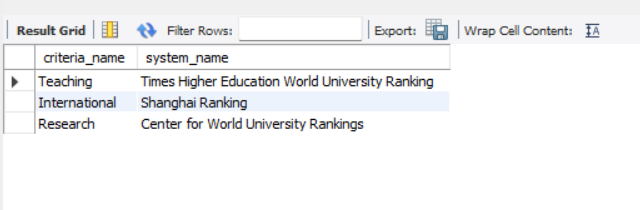 Result Grid Filter Rows: Export: Wrap Cell Content: IA
criteria_name system_name
Teaching Times Higher Education World University Ranking
International Shanghai Ranking
Research Center for World University Rankings